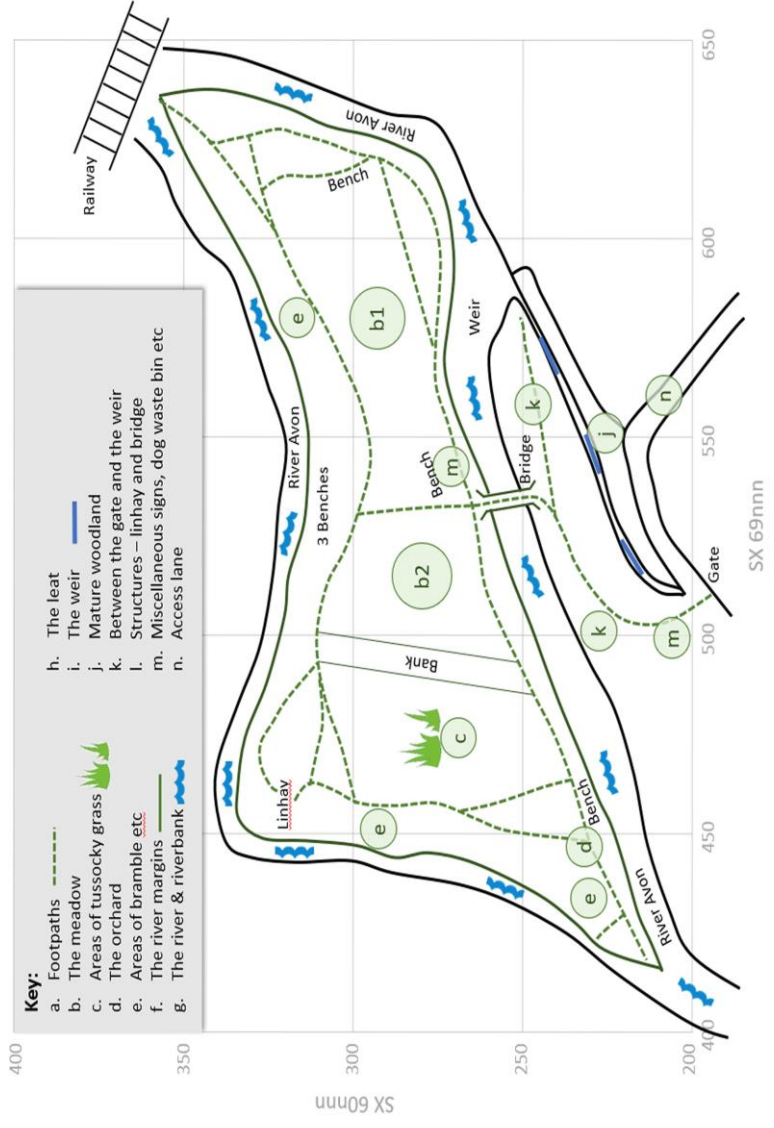 Key:
a. Footpaths
b. The meadow
c. Areas of tussocky grass
d. The orchard
e. Areas of bramble etc
f. The river margins
g. The river & riverbank
h. The leat
i. The weir
j. Mature woodland
k. Between the gate and the weir
l. Structures – linhay and bridge
m. Miscellaneous signs, dog waste bin etc
n. Access lane
Railway
River Avon
Bench
e
b1
Weir
River Avon
3 Benches
k
j
n
Bench
m
Bridge
b2
Bank
k
m
Gate
c
Linhay
e
Bench
d
e
River Avon
400
350
300
250
200
SX 60nnn
400
450
500
550
600
650
SX 69nnn